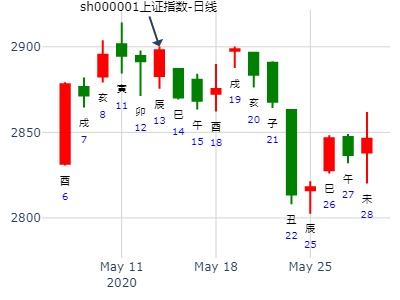 sh000001上证指数-日线
2900
2850
2800
酉 6
戌 7
亥 8
寅 11
卯 12
辰 13
巳 14
午 15
酉 18
戌 19
亥 20
子 21
丑 22
辰 25
巳 26
午 27
未 28
May 11 May 18 May 25
2020